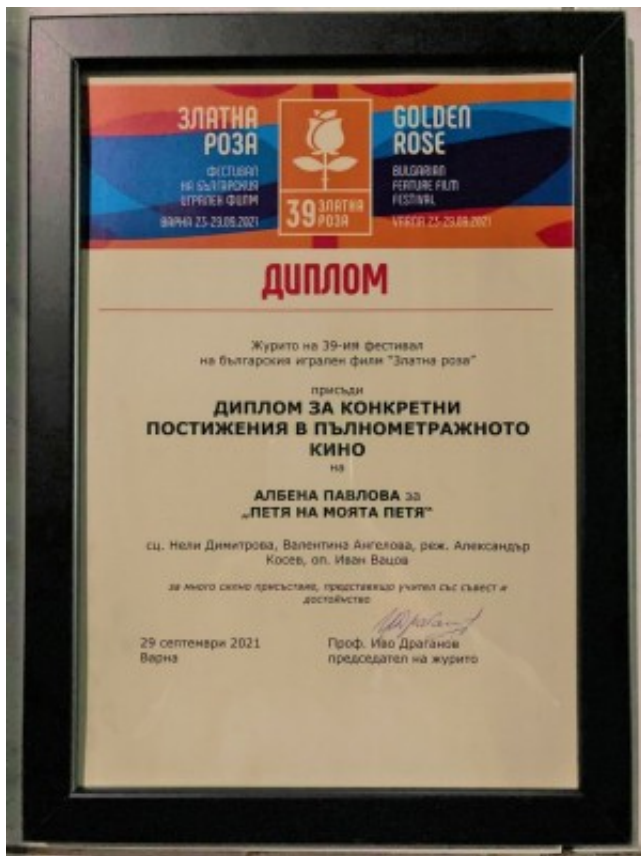 ЗЛАТНА
РОЗА
ФЕСТИВАЛ
НА БЪЛГАРСКИЯ
ИГРАЛЕН ФИЛМ
ВАРНА 23-29.09.2021
39 ЗЛАТНА
РОЗА
GOLDEN
ROSE
BULGARIAN
FEATURE FILM
FESTIVAL
VARNA 23-29.09.2021
ДИПЛОМ
Журито на 39-ия фестивал
на българския игрален филм "Златна роза"
присъди
ДИПЛОМ ЗА КОНКРЕТНИ
ПОСТИЖЕНИЯ В ПЪЛНОМЕТРАЖНОТО
КИНО
на
АЛБЕНА ПАВЛОВА за
„ПЕТЯ НА МОЯТА ПЕТЯ“
сц. Нели Димитрова, Валентина Ангелова, реж. Александър
Косев, оп. Иван Вацов
за много силно присъствие, представящо учител със съвест и
достойнство
29 септември 2021
Варна
Проф. Иво Драганов
председател на журито